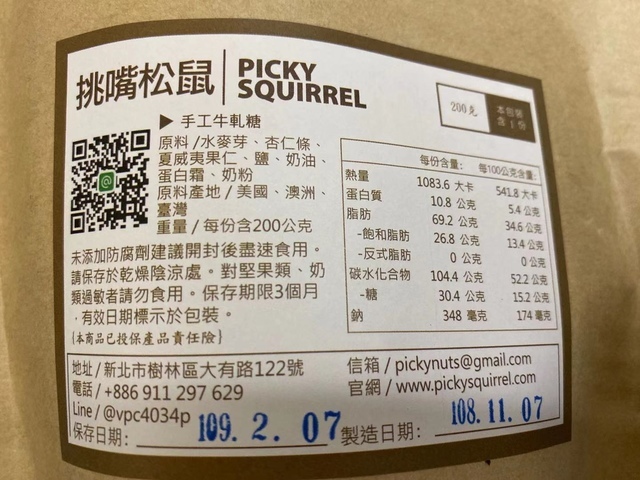 挑嘴松鼠
PICKY
SQUIRREL
200克
本包裝
含1份
▶ 手工牛軋糖
原料/水麥芽、杏仁條、
夏威夷果仁、鹽、奶油、
蛋白霜、奶粉
原料產地/美國、澳洲、
臺灣
重量/每份含200公克
未添加防腐劑建議開封後盡速食用。
請保存於乾燥陰涼處。對堅果類、奶
類過敏者請勿食用。保存期限3個月
,有效日期標示於包裝。
{本商品已投保產品責任險}
每份含量: 每100公克含量:
熱量 1083.6 大卡 541.8 大卡
蛋白質 10.8 公克 5.4 公克
脂肪 69.2 公克 34.6 公克
-飽和脂肪 26.8 公克 13.4 公克
-反式脂肪 0 公克 0 公克
碳水化合物 104.4 公克 52.2 公克
-糖 30.4 公克 15.2 公克
鈉 348 毫克 174 毫克
地址/新北市樹林區大有路122號
電話/+886 911 297 629
Line/@vpc4034p
信箱/pickynuts@gmail.com
官網/www.pickysquirrel.com
保存日期: 109.2.07 製造日期: 108.11.07